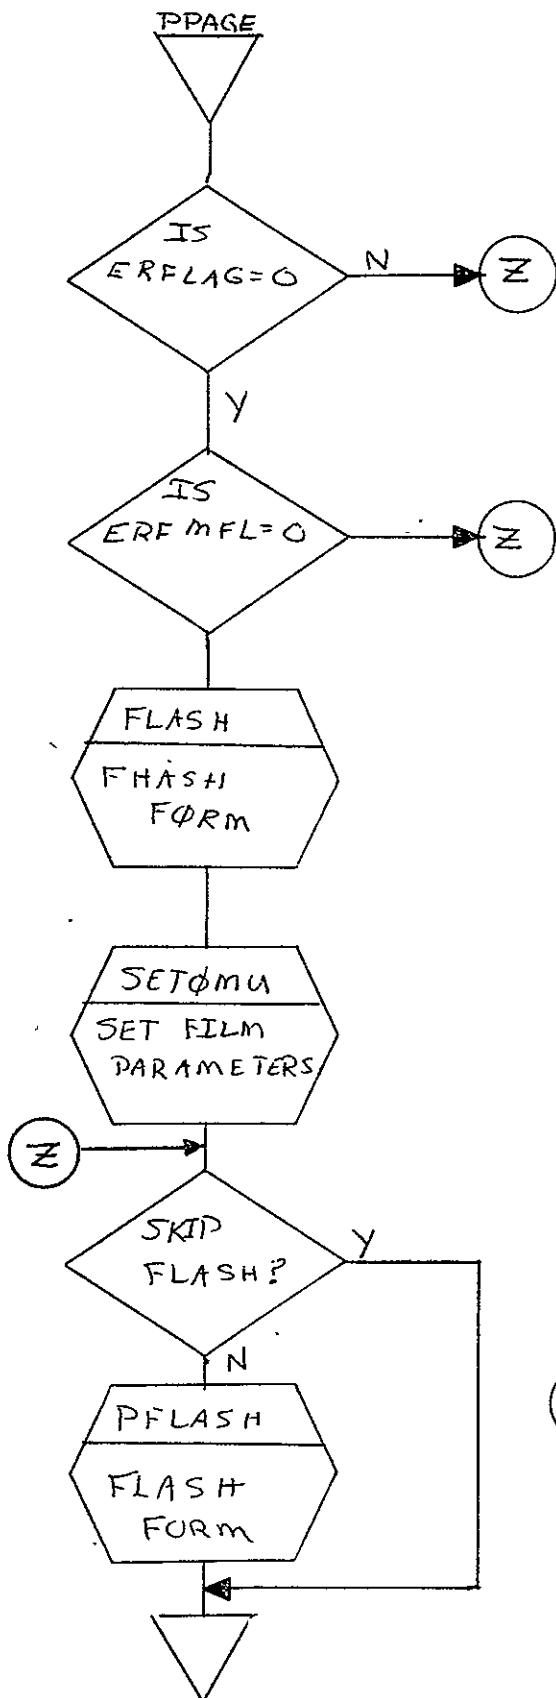 PPAGE
IS
ERFLAG=0
N
Z
Y
IS
ERFMFL=0
Z
FLASH
FHASH
FØRM
SETØMU
SET FILM
PARAMETERS
Z
SKIP
FLASH?
Y
N
PFLASH
FLASH
FORM